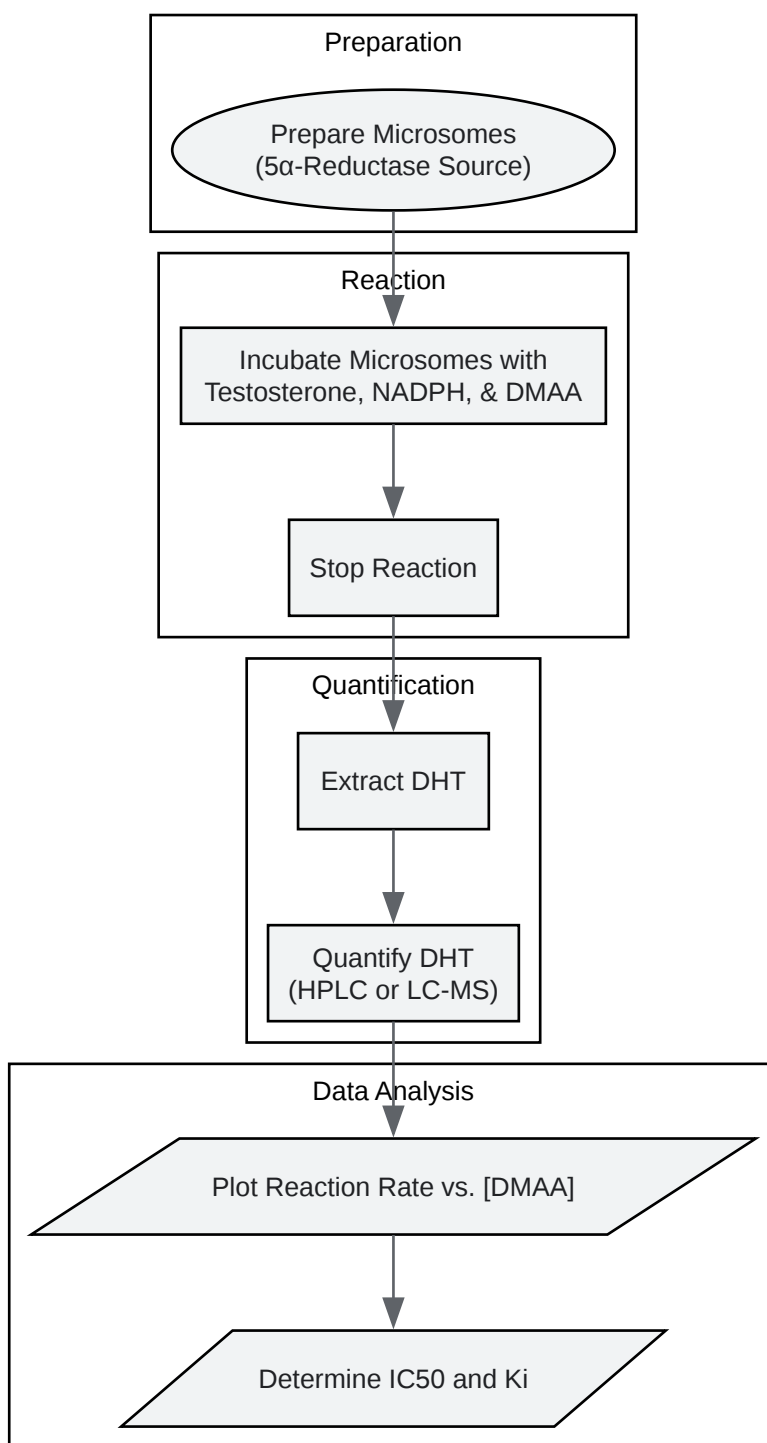 Preparation
Prepare Microsomes
(5α-Reductase Source)
Reaction
Incubate Microsomes with
Testosterone, NADPH, & DMAA
Stop Reaction
Quantification
Extract DHT
Quantify DHT
(HPLC or LC-MS)
Data Analysis
Plot Reaction Rate vs. [DMAA]
Determine IC50 and Ki